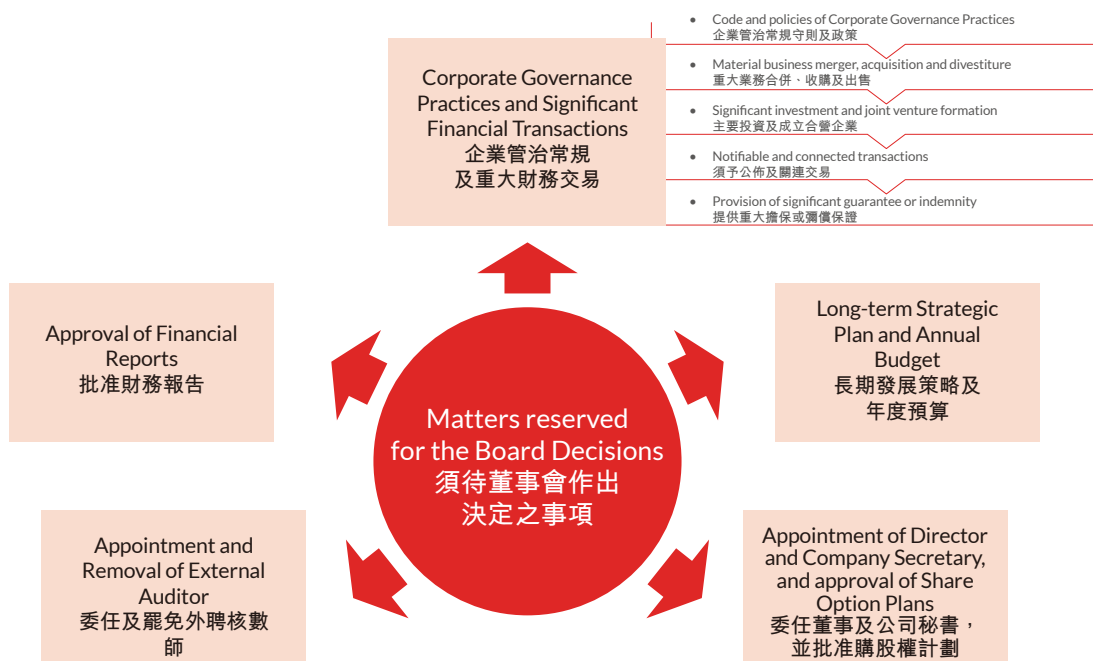 Corporate Governance
Practices and Significant
Financial Transactions
企業管治常規
及重大財務交易
• Code and policies of Corporate Governance Practices
企業管治常規守則及政策
• Material business merger, acquisition and divestiture
重大業務合併、收購及出售
• Significant investment and joint venture formation
主要投資及成立合營企業
• Notifiable and connected transactions
須予公佈及關連交易
• Provision of significant guarantee or indemnity
提供重大擔保或彌償保證
Approval of Financial
Reports
批准財務報告
Long-term Strategic
Plan and Annual
Budget
長期發展策略及
年度預算
Matters reserved
for the Board Decisions
須待董事會作出
決定之事項
Appointment and
Removal of External
Auditor
委任及罷免外聘核數
師
Appointment of Director
and Company Secretary,
and approval of Share
Option Plans
委任董事及公司秘書，
並批准購股權計劃